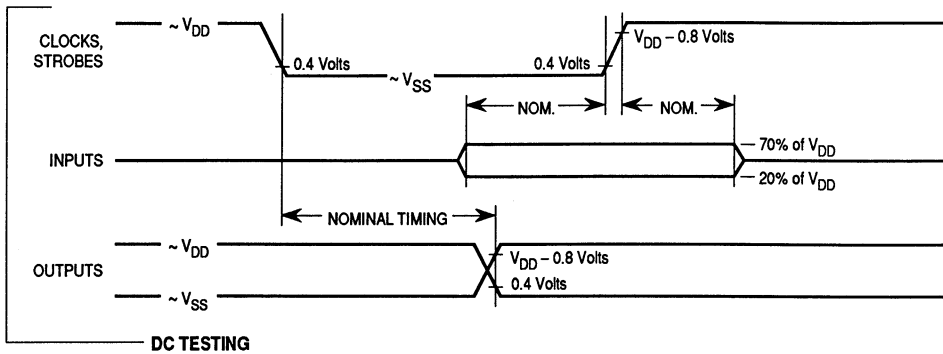 ~ VDD
CLOCKS,
STROBES
0.4 Volts
~ VSS
0.4 Volts
VDD – 0.8 Volts
NOM.
NOM.
INPUTS
70% of VDD
20% of VDD
NOMINAL TIMING
OUTPUTS
~ VDD
VDD – 0.8 Volts
0.4 Volts
~ VSS
DC TESTING